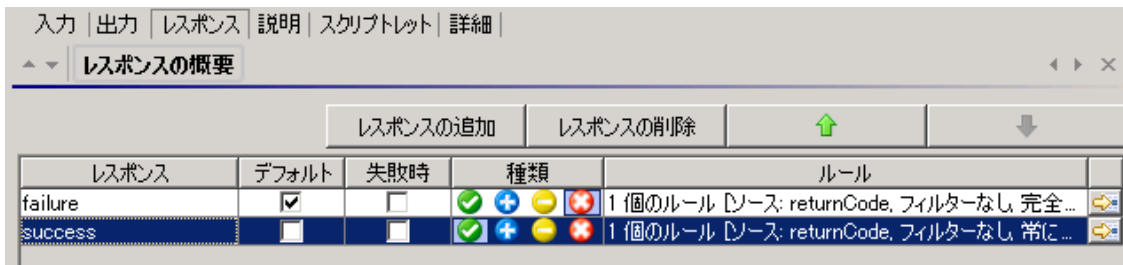 入力 出力 レスポンス 説明 スクリプトレット 詳細
レスポンスの概要
レスポンスの追加 レスポンスの削除
レスポンス デフォルト 失敗時 種類 ルール
failure 1 個のルール [ソース: returnCode, フィルターなし, 完全...
success 1 個のルール [ソース: returnCode, フィルターなし, 常に...